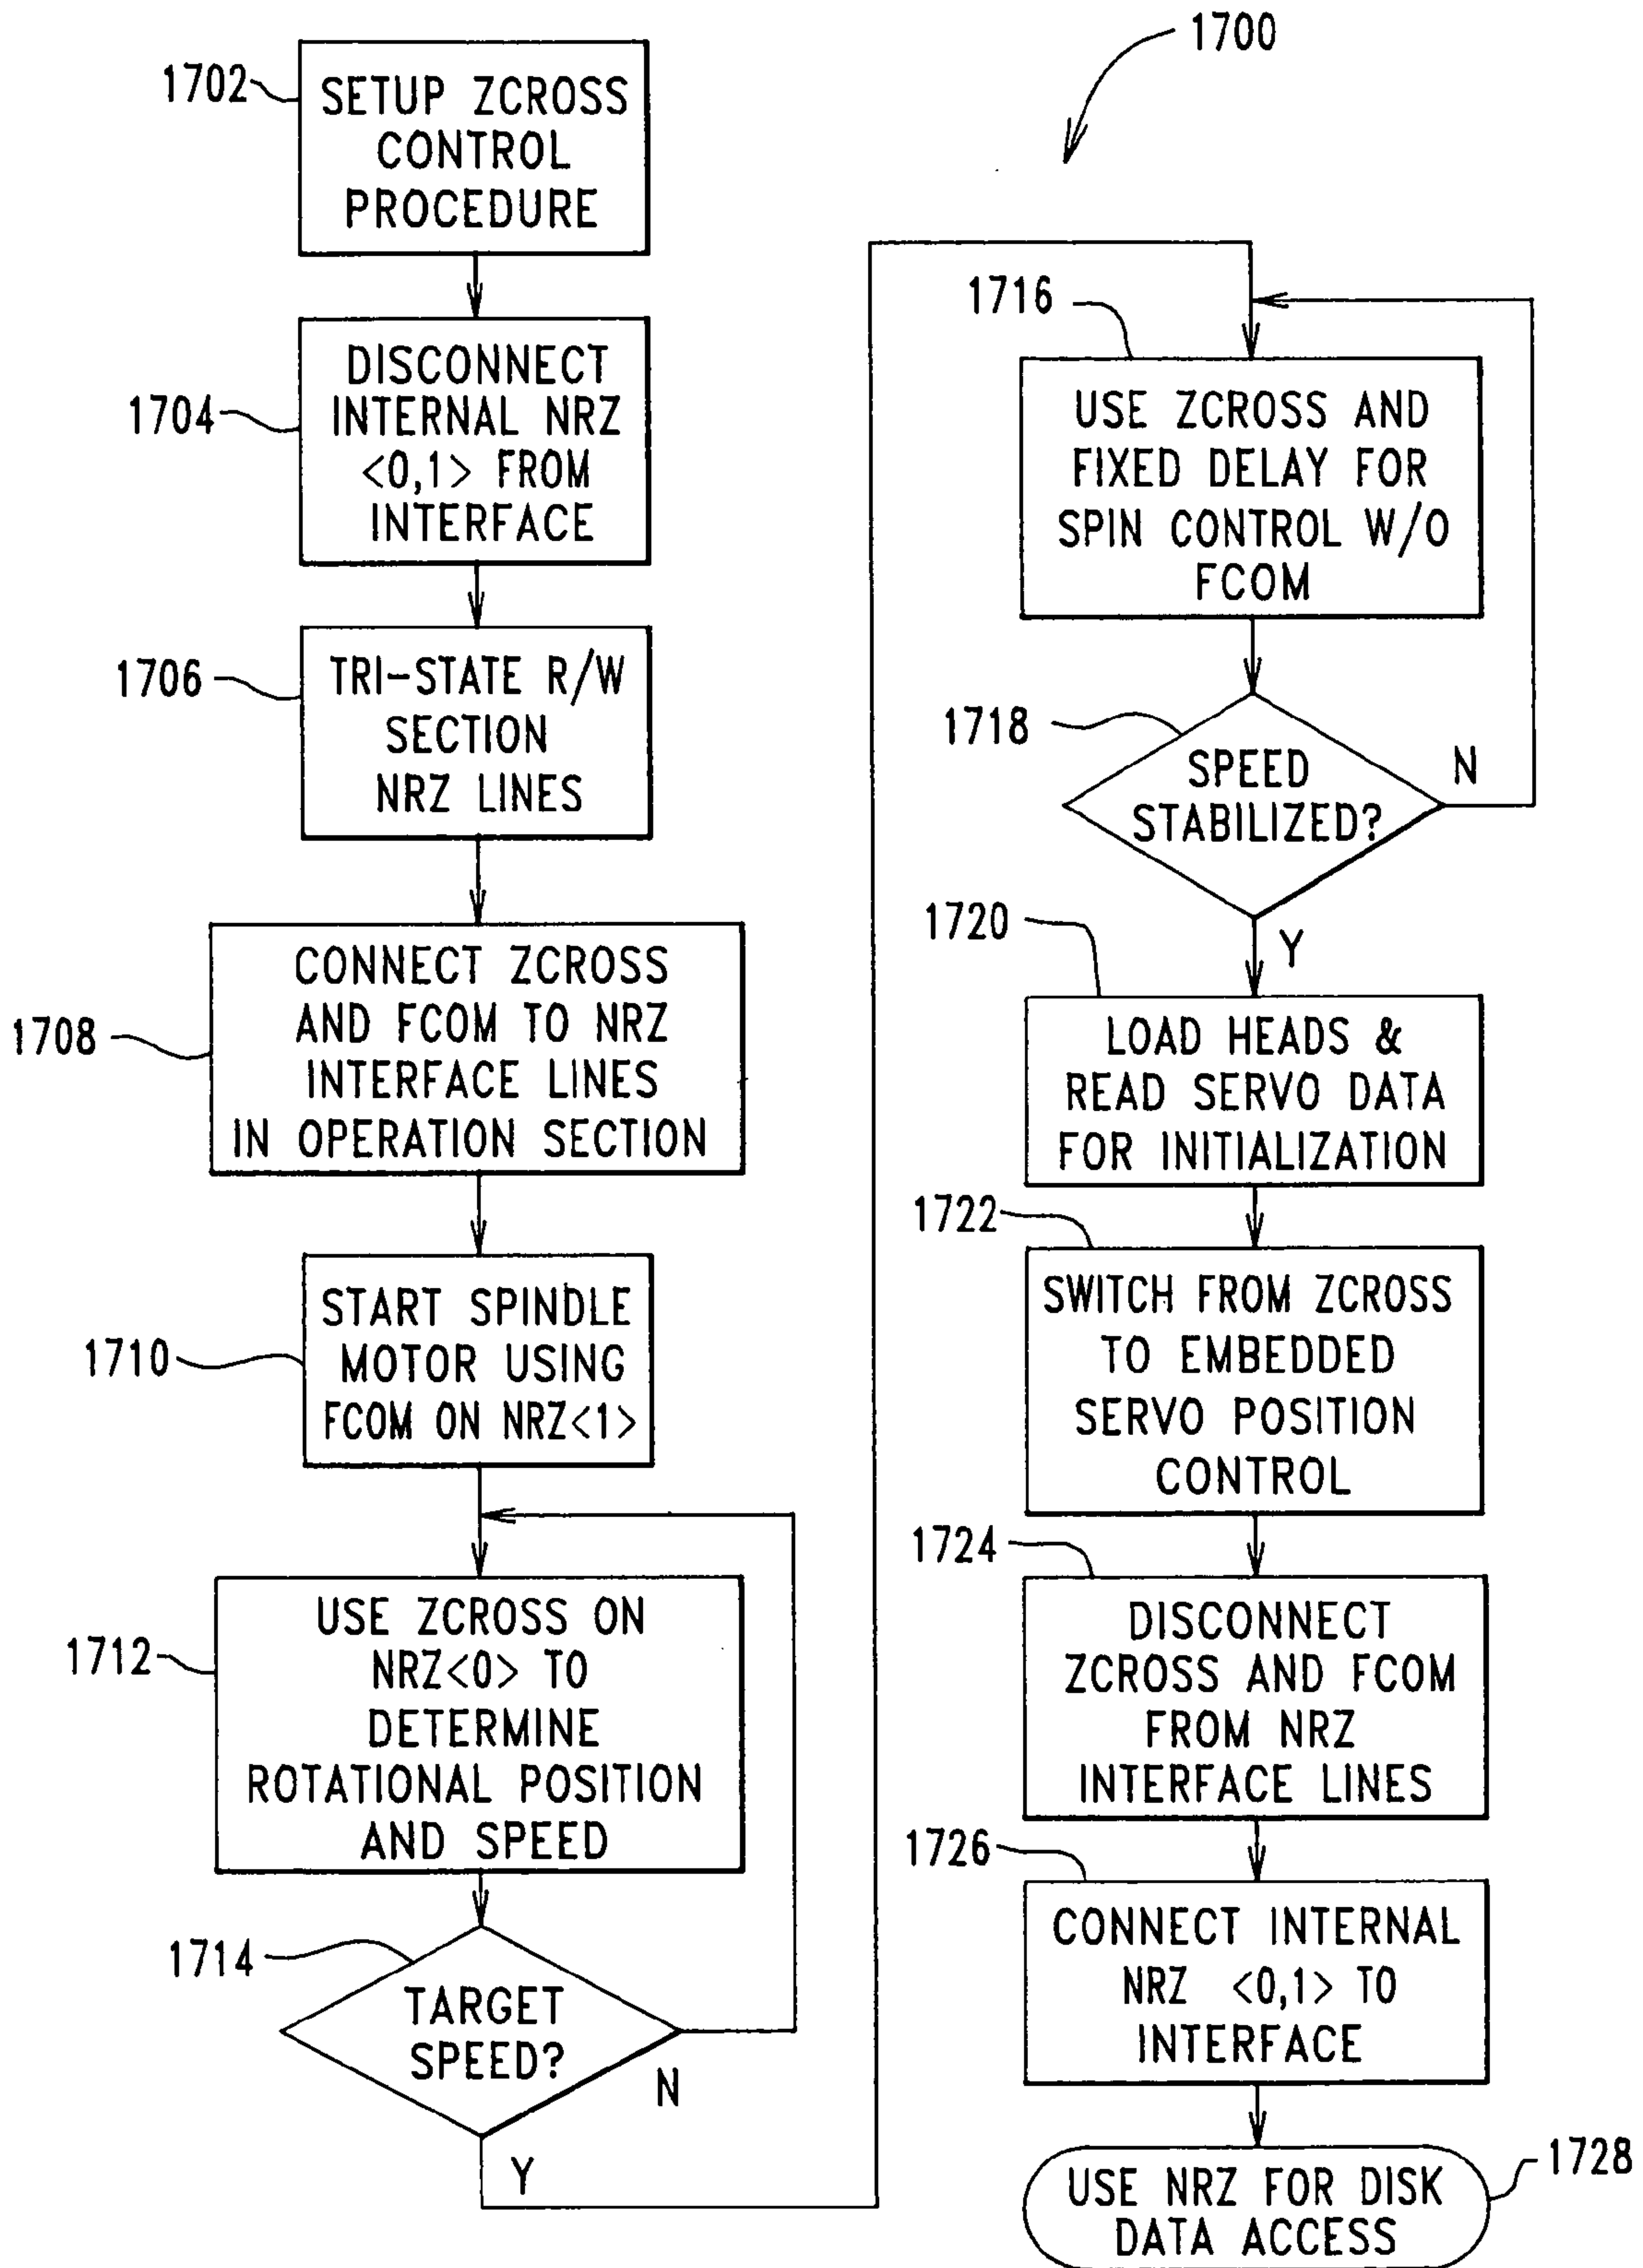 1700
1702
SETUP ZCROSS
CONTROL
PROCEDURE
1704
DISCONNECT
INTERNAL NRZ
<0,1> FROM
INTERFACE
1706
TRI-STATE R/W
SECTION
NRZ LINES
1708
CONNECT ZCROSS
AND FCOM TO NRZ
INTERFACE LINES
IN OPERATION SECTION
1710
START SPINDLE
MOTOR USING
FCOM ON NRZ<1>
1712
USE ZCROSS ON
NRZ<0> TO
DETERMINE
ROTATIONAL POSITION
AND SPEED
1714
TARGET
SPEED?
N
Y
1716
USE ZCROSS AND
FIXED DELAY FOR
SPIN CONTROL W/O
FCOM
1718
SPEED
STABILIZED?
N
Y
1720
LOAD HEADS &
READ SERVO DATA
FOR INITIALIZATION
1722
SWITCH FROM ZCROSS
TO EMBEDDED
SERVO POSITION
CONTROL
1724
DISCONNECT
ZCROSS AND FCOM
FROM NRZ
INTERFACE LINES
1726
CONNECT INTERNAL
NRZ <0,1> TO
INTERFACE
1728
USE NRZ FOR DISK
DATA ACCESS